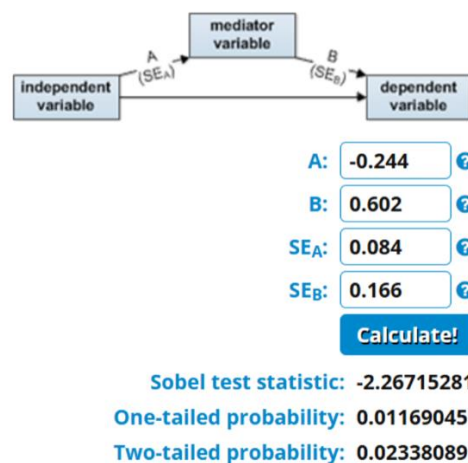 mediator
variable
A
(SEA)
B
(SEB)
independent
variable
dependent
variable
A: -0.244 ?
B: 0.602 ?
SEA: 0.084 ?
SEB: 0.166 ?
Calculate!
Sobel test statistic: -2.26715281
One-tailed probability: 0.01169045
Two-tailed probability: 0.02338089